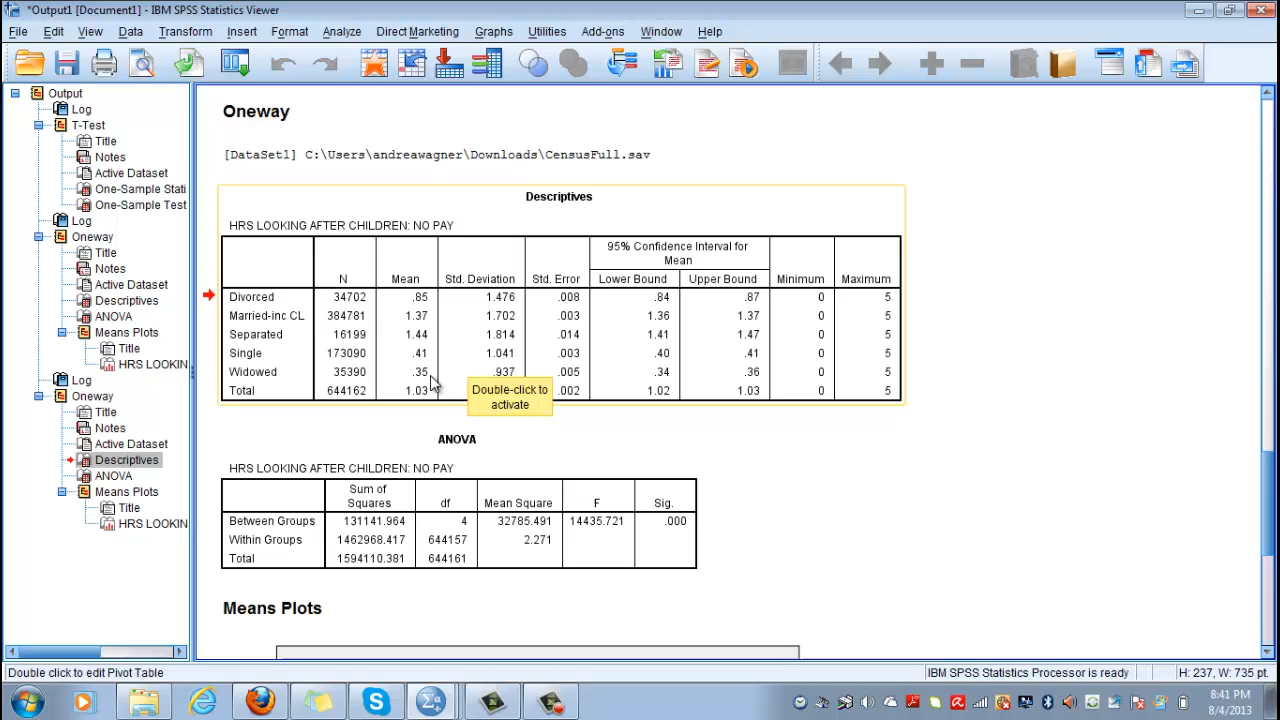 *Output1 [Document1] - IBM SPSS Statistics Viewer
File Edit View Data Transform Insert Format Analyze Direct Marketing Graphs Utilities Add-ons Window Help
Output
Log
T-Test
Title
Notes
Active Dataset
One-Sample Stati
One-Sample Test
Log
Oneway
Title
Notes
Active Dataset
Descriptives
ANOVA
Means Plots
Title
HRS LOOKIN
Log
Oneway
Title
Notes
Active Dataset
Descriptives
ANOVA
Means Plots
Title
HRS LOOKIN
Oneway
[DataSet1] C:\Users\andreawagner\Downloads\CensusFull.sav
Descriptives
HRS LOOKING AFTER CHILDREN: NO PAY
95% Confidence Interval for
Mean
N Mean Std. Deviation Std. Error Lower Bound Upper Bound Minimum Maximum
Divorced 34702 .85 1.476 .008 .84 .87 0 5
Married-inc CL 384781 1.37 1.702 .003 1.36 1.37 0 5
Separated 16199 1.44 1.814 .014 1.41 1.47 0 5
Single 173090 .41 1.041 .003 .40 .41 0 5
Widowed 35390 .35 .937 .005 .34 .36 0 5
Total 644162 1.03 .002 1.02 1.03 0 5
Double-click to
activate
ANOVA
HRS LOOKING AFTER CHILDREN: NO PAY
Sum of
Squares df Mean Square F Sig.
Between Groups 131141.964 4 32785.491 14435.721 .000
Within Groups 1462968.417 644157 2.271
Total 1594110.381 644161
Means Plots
Double click to edit Pivot Table IBM SPSS Statistics Processor is ready H: 237, W: 735 pt.
8:41 PM
8/4/2013